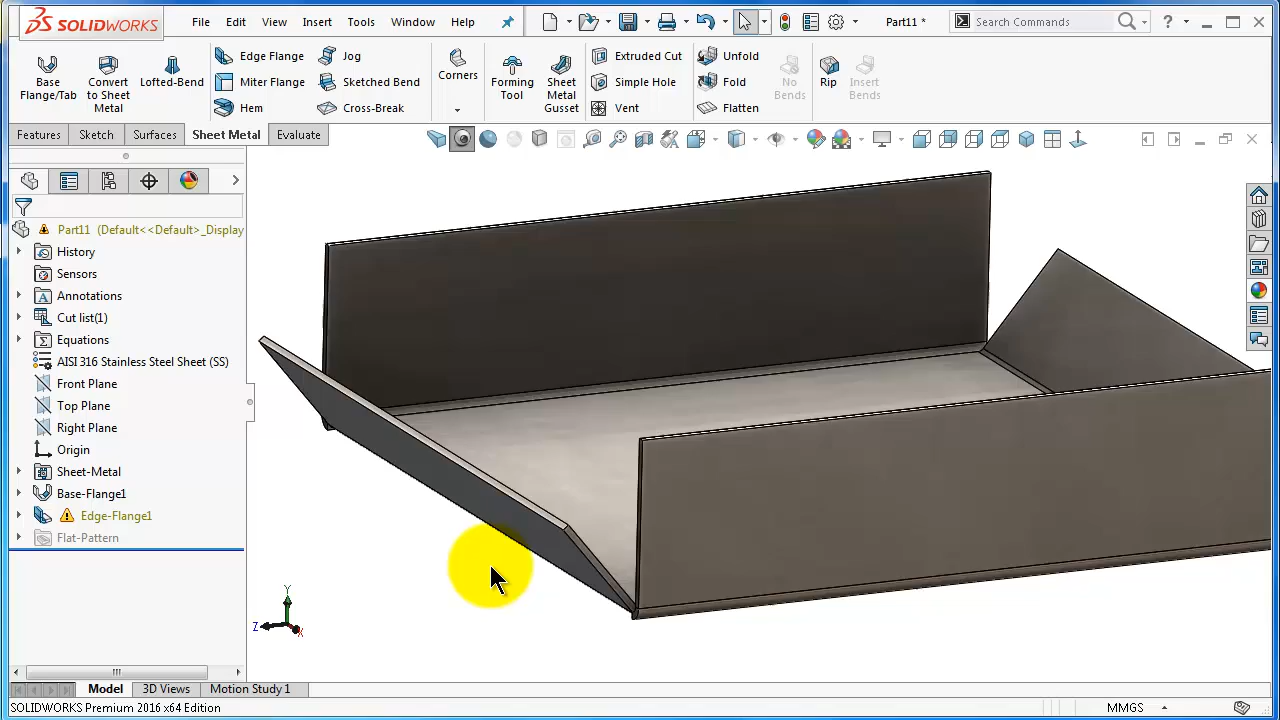 SOLIDWORKS
File Edit View Insert Tools Window Help
Part11 *
Search Commands
Base Flange/Tab
Convert to Sheet Metal
Lofted-Bend
Edge Flange
Miter Flange
Hem
Jog
Sketched Bend
Cross-Break
Corners
Forming Tool
Sheet Metal Gusset
Extruded Cut
Simple Hole
Vent
Unfold
Fold
Flatten
No Bends
Rip
Insert Bends
Features Sketch Surfaces Sheet Metal Evaluate
Part11 (Default<<Default>_Display
History
Sensors
Annotations
Cut list(1)
Equations
AISI 316 Stainless Steel Sheet (SS)
Front Plane
Top Plane
Right Plane
Origin
Sheet-Metal
Base-Flange1
Edge-Flange1
Flat-Pattern
Y
Z
X
Model 3D Views Motion Study 1
SOLIDWORKS Premium 2016 x64 Edition
MMGS